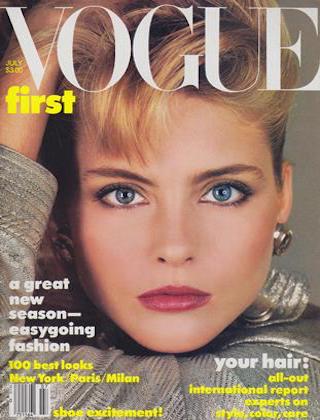 VOGUE
JULY
$3.00
first
a great
new
season—
easygoing
fashion
100 best looks
New York/Paris/Milan
shoe excitement!
your hair:
all-out
international report
experts on
style, color, care